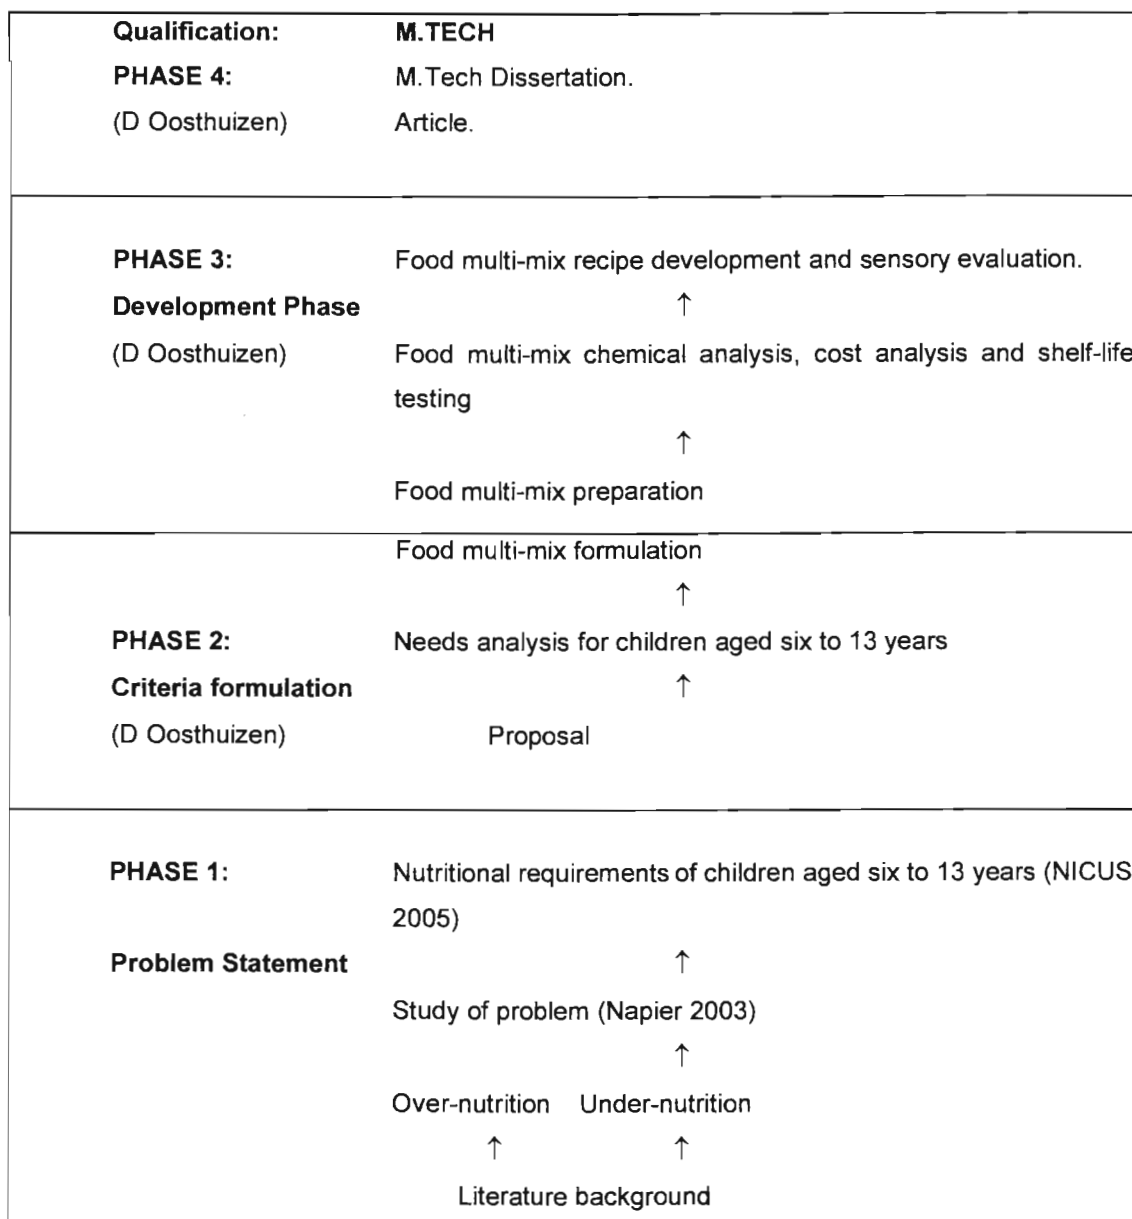 Qualification: M.TECH
PHASE 4: M.Tech Dissertation.
(D Oosthuizen) Article.
PHASE 3: Food multi-mix recipe development and sensory evaluation.
↑
Development Phase
(D Oosthuizen) Food multi-mix chemical analysis, cost analysis and shelf-life
testing
↑
Food multi-mix preparation
Food multi-mix formulation
↑
PHASE 2: Needs analysis for children aged six to 13 years
Criteria formulation ↑
(D Oosthuizen) Proposal
PHASE 1: Nutritional requirements of children aged six to 13 years (NICUS
2005)
Problem Statement ↑
Study of problem (Napier 2003)
↑
Over-nutrition Under-nutrition
↑ ↑
Literature background